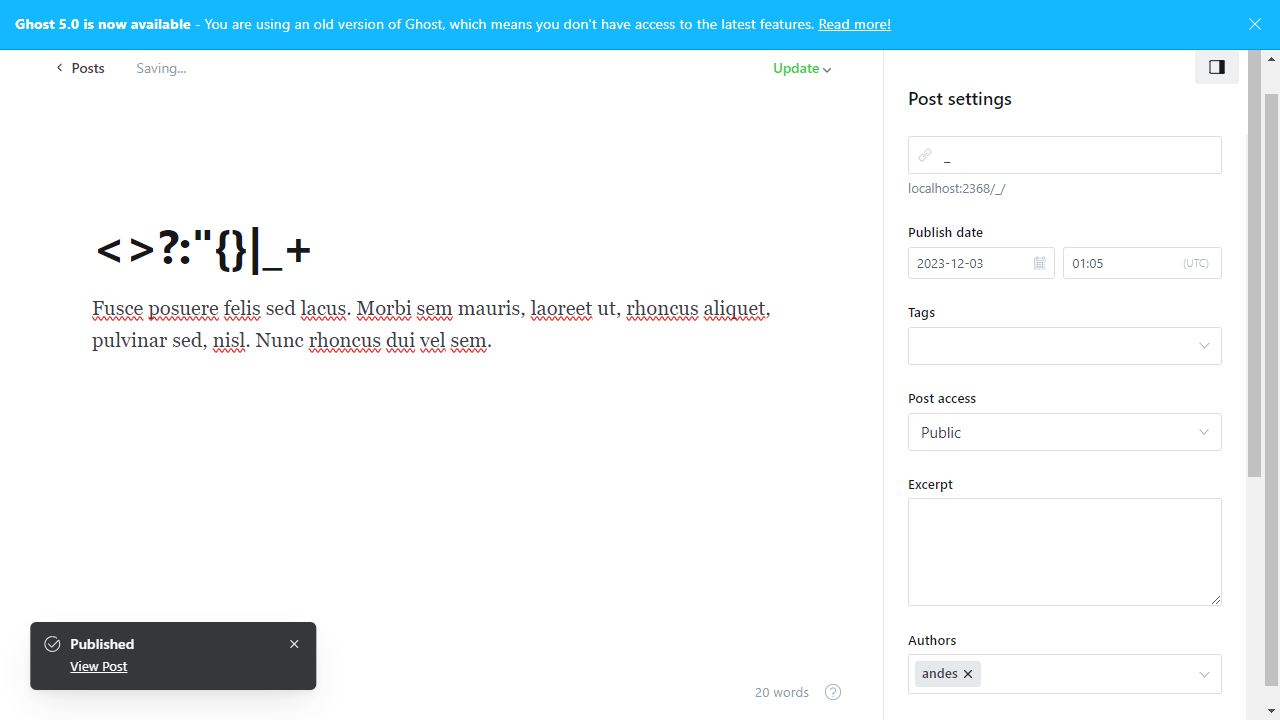 Ghost 5.0 is now available - You are using an old version of Ghost, which means you don't have access to the latest features. Read more!
Posts
Saving...
Update
Post settings
_
localhost:2368/_/
Publish date
2023-12-03
01:05
(UTC)
Tags
Post access
Public
Excerpt
Authors
andes
<>?:"{}|_+
Fusce posuere felis sed lacus. Morbi sem mauris, laoreet ut, rhoncus aliquet,
pulvinar sed, nisl. Nunc rhoncus dui vel sem.
Published
View Post
20 words
?